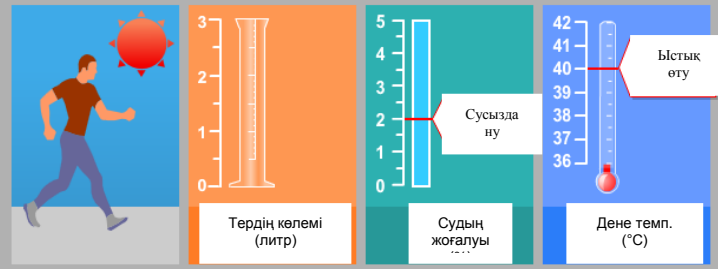 3
2
1
0
Тердің көлемі
(литр)
5
4
3
2
1
0
Сусызда
ну
Судың
жоғалуы
42
41
40
39
38
37
36
Ыстық
өту
Дене темп.
(°C)